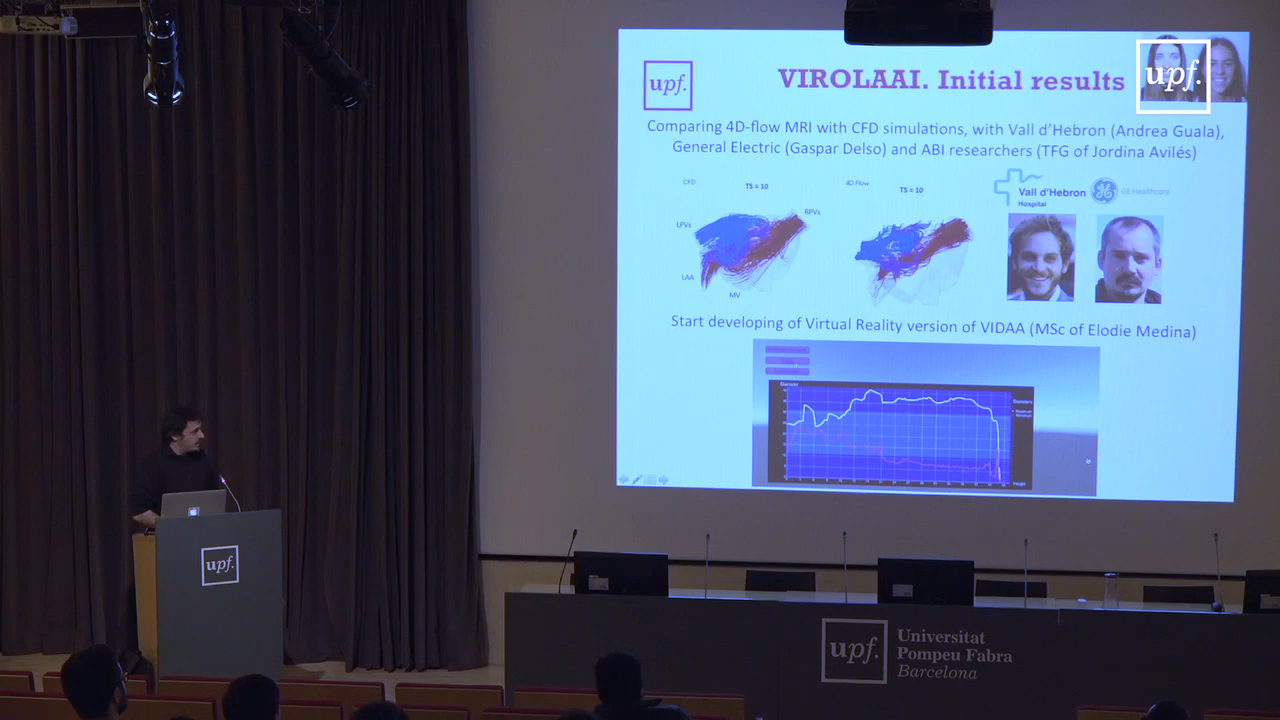 upf.
VIROLAAI. Initial results
upf.
Comparing 4D-flow MRI with CFD simulations, with Vall d'Hebron (Andrea Guala),
General Electric (Gaspar Delso) and ABI researchers (TFG of Jordina Avilés)
CFD
TS = 10
4D Flow
TS = 10
LPVs
RPVs
LAA
MV
Vall d'Hebron
Hospital
GE Healthcare
Start developing of Virtual Reality version of VIDAA (MSc of Elodie Medina)
Diameter
Height
upf.
upf.
Universitat
Pompeu Fabra
Barcelona